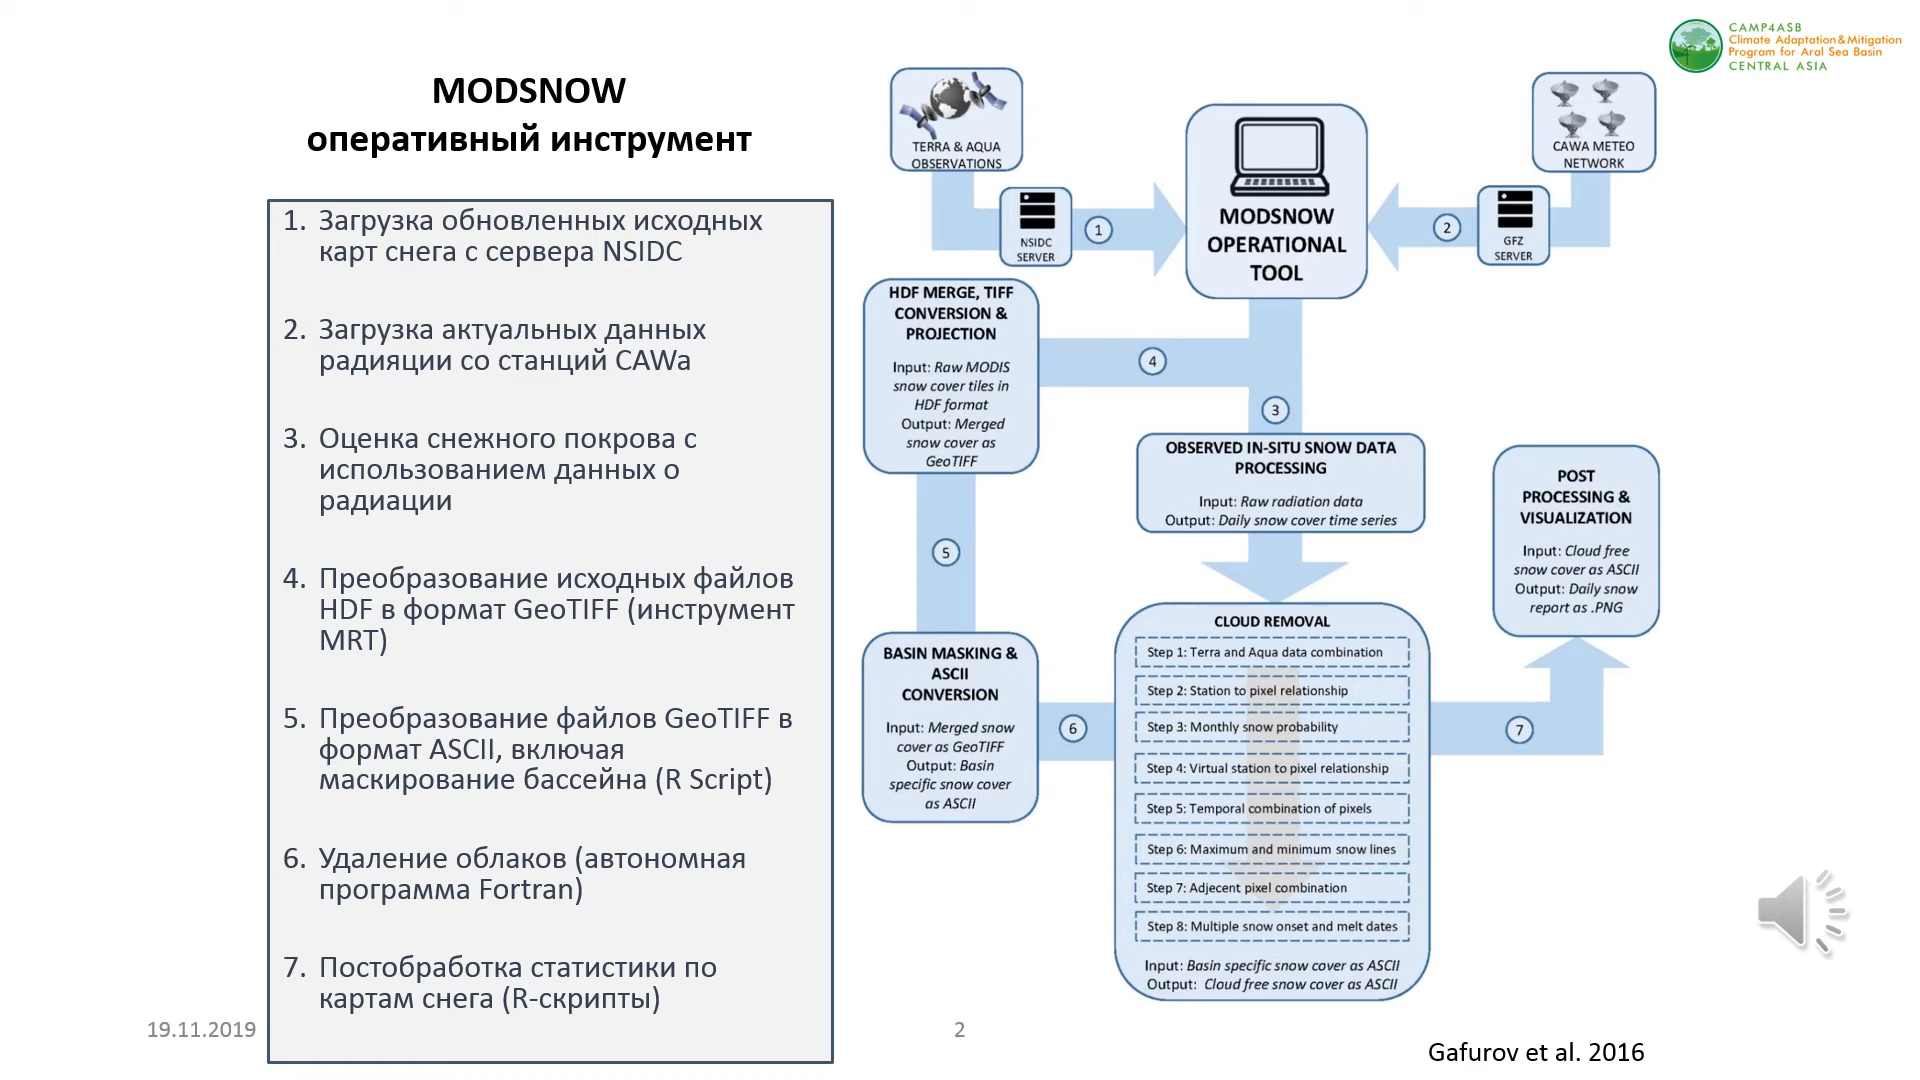 CAMP4ASB
Climate Adaptation & Mitigation
Program for Aral Sea Basin
CENTRAL ASIA
MODSNOW
оперативный инструмент
1. Загрузка обновленных исходных
карт снега с сервера NSIDC
2. Загрузка актуальных данных
радияции со станций CAWa
3. Оценка снежного покрова с
использованием данных о
радиации
4. Преобразование исходных файлов
HDF в формат GeoTIFF (инструмент
MRT)
5. Преобразование файлов GeoTIFF в
формат ASCII, включая
маскирование бассейна (R Script)
6. Удаление облаков (автономная
программа Fortran)
7. Постобработка статистики по
картам снега (R-скрипты)
TERRA & AQUA
OBSERVATIONS
NSIDC
SERVER
1
MODSNOW
OPERATIONAL
TOOL
2
GFZ
SERVER
CAWA METEO
NETWORK
HDF MERGE, TIFF
CONVERSION &
PROJECTION
Input: Raw MODIS
snow cover tiles in
HDF format
Output: Merged
snow cover as
GeoTIFF
4
3
OBSERVED IN-SITU SNOW DATA
PROCESSING
Input: Raw radiation data
Output: Daily snow cover time series
5
BASIN MASKING &
ASCII
CONVERSION
Input: Merged snow
cover as GeoTIFF
Output: Basin
specific snow cover
as ASCII
6
CLOUD REMOVAL
Step 1: Terra and Aqua data combination
Step 2: Station to pixel relationship
Step 3: Monthly snow probability
Step 4: Virtual station to pixel relationship
Step 5: Temporal combination of pixels
Step 6: Maximum and minimum snow lines
Step 7: Adjecent pixel combination
Step 8: Multiple snow onset and melt dates
Input: Basin specific snow cover as ASCII
Output: Cloud free snow cover as ASCII
7
POST
PROCESSING &
VISUALIZATION
Input: Cloud free
snow cover as ASCII
Output: Daily snow
report as .PNG
19.11.2019
2
Gafurov et al. 2016